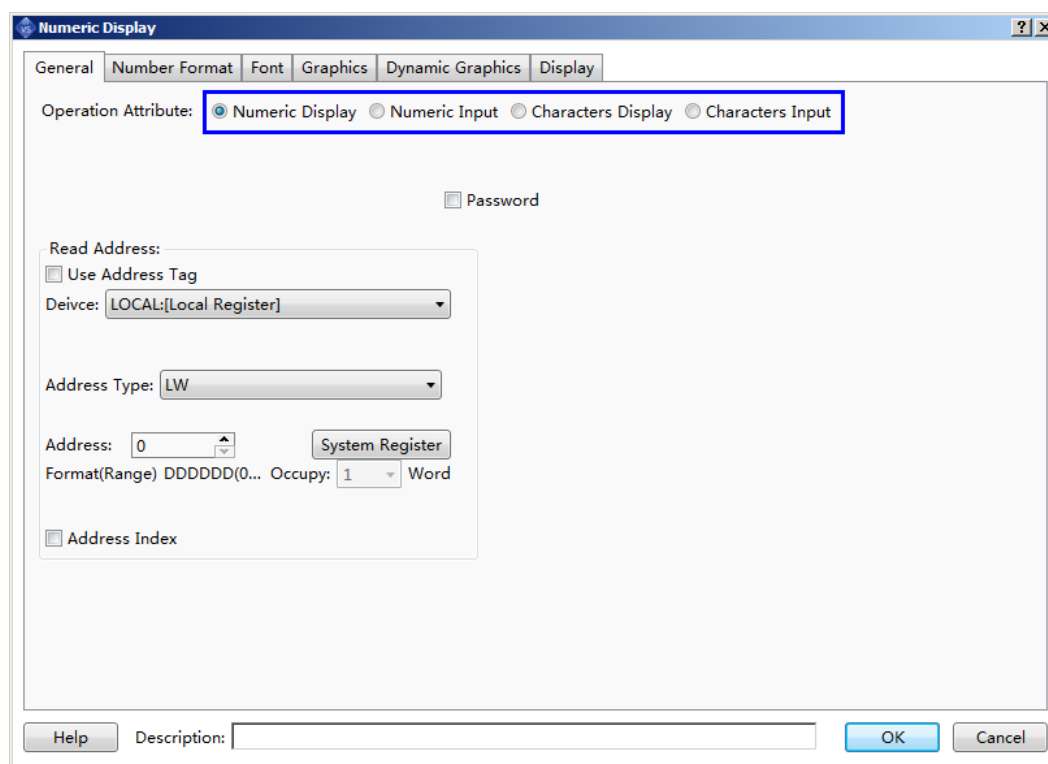 VS Numeric Display ? X
General Number Format Font Graphics Dynamic Graphics Display
Operation Attribute: Numeric Display Numeric Input Characters Display Characters Input
Password
Read Address:
Use Address Tag
Deivce: LOCAL:[Local Register]
Address Type: LW
Address: 0 System Register
Format(Range) DDDDDD(0... Occupy: 1 Word
Address Index
Help Description: OK Cancel